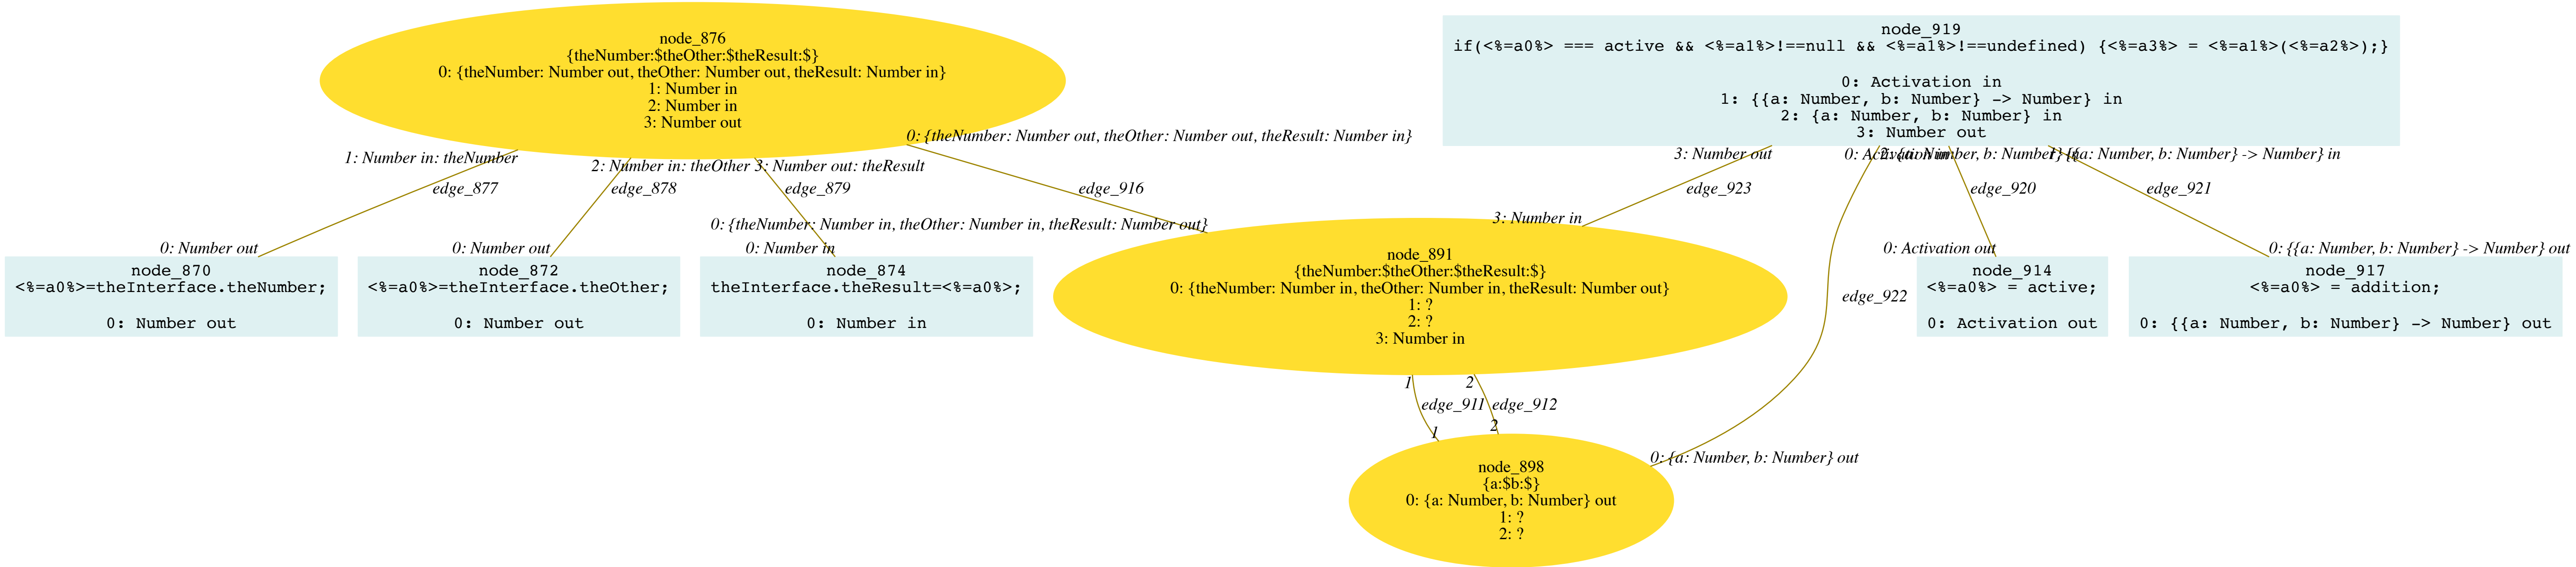 node_876
{theNumber:$theOther:$theResult:$}
0: {theNumber: Number out, theOther: Number out, theResult: Number in}
1: Number in
2: Number in
3: Number out
node_919
if(<%=a0%> === active && <%=a1%>!==null && <%=a1%>!==undefined) {<%=a3%> = <%=a1%>(<%=a2%>);}
0: Activation in
1: {{a: Number, b: Number} -> Number} in
2: {a: Number, b: Number} in
3: Number out
0: {theNumber: Number out, theOther: Number out, theResult: Number in}
1: Number in: theNumber
2: Number in: theOther
3: Number out: theResult
3: Number out
0: Activation in
2: {a: Number, b: Number} in
1: {{a: Number, b: Number} -> Number} in
edge_877
edge_878
edge_879
edge_916
edge_923
edge_920
edge_921
0: {theNumber: Number in, theOther: Number in, theResult: Number out}
3: Number in
0: Number out
0: Number out
0: Number in
0: Activation out
0: {{a: Number, b: Number} -> Number} out
node_870
<%=a0%>=theInterface.theNumber;
0: Number out
node_872
<%=a0%>=theInterface.theOther;
0: Number out
node_874
theInterface.theResult=<%=a0%>;
0: Number in
node_891
{theNumber:$theOther:$theResult:$}
0: {theNumber: Number in, theOther: Number in, theResult: Number out}
1: ?
2: ?
3: Number in
edge_922
node_914
<%=a0%> = active;
0: Activation out
node_917
<%=a0%> = addition;
0: {{a: Number, b: Number} -> Number} out
1
2
edge_911
edge_912
1
2
0: {a: Number, b: Number} out
node_898
{a:$b:$}
0: {a: Number, b: Number} out
1: ?
2: ?